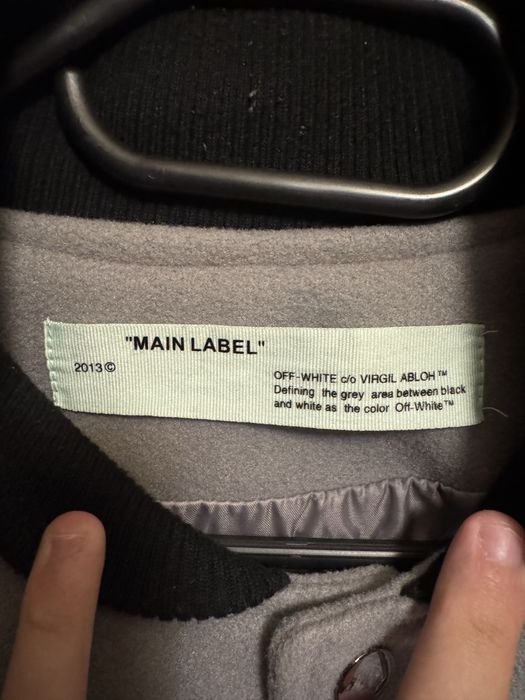 "MAIN LABEL"
2013©
OFF-WHITE c/o VIRGIL ABLOH™
Defining the grey area between black
and white as the color Off-White™